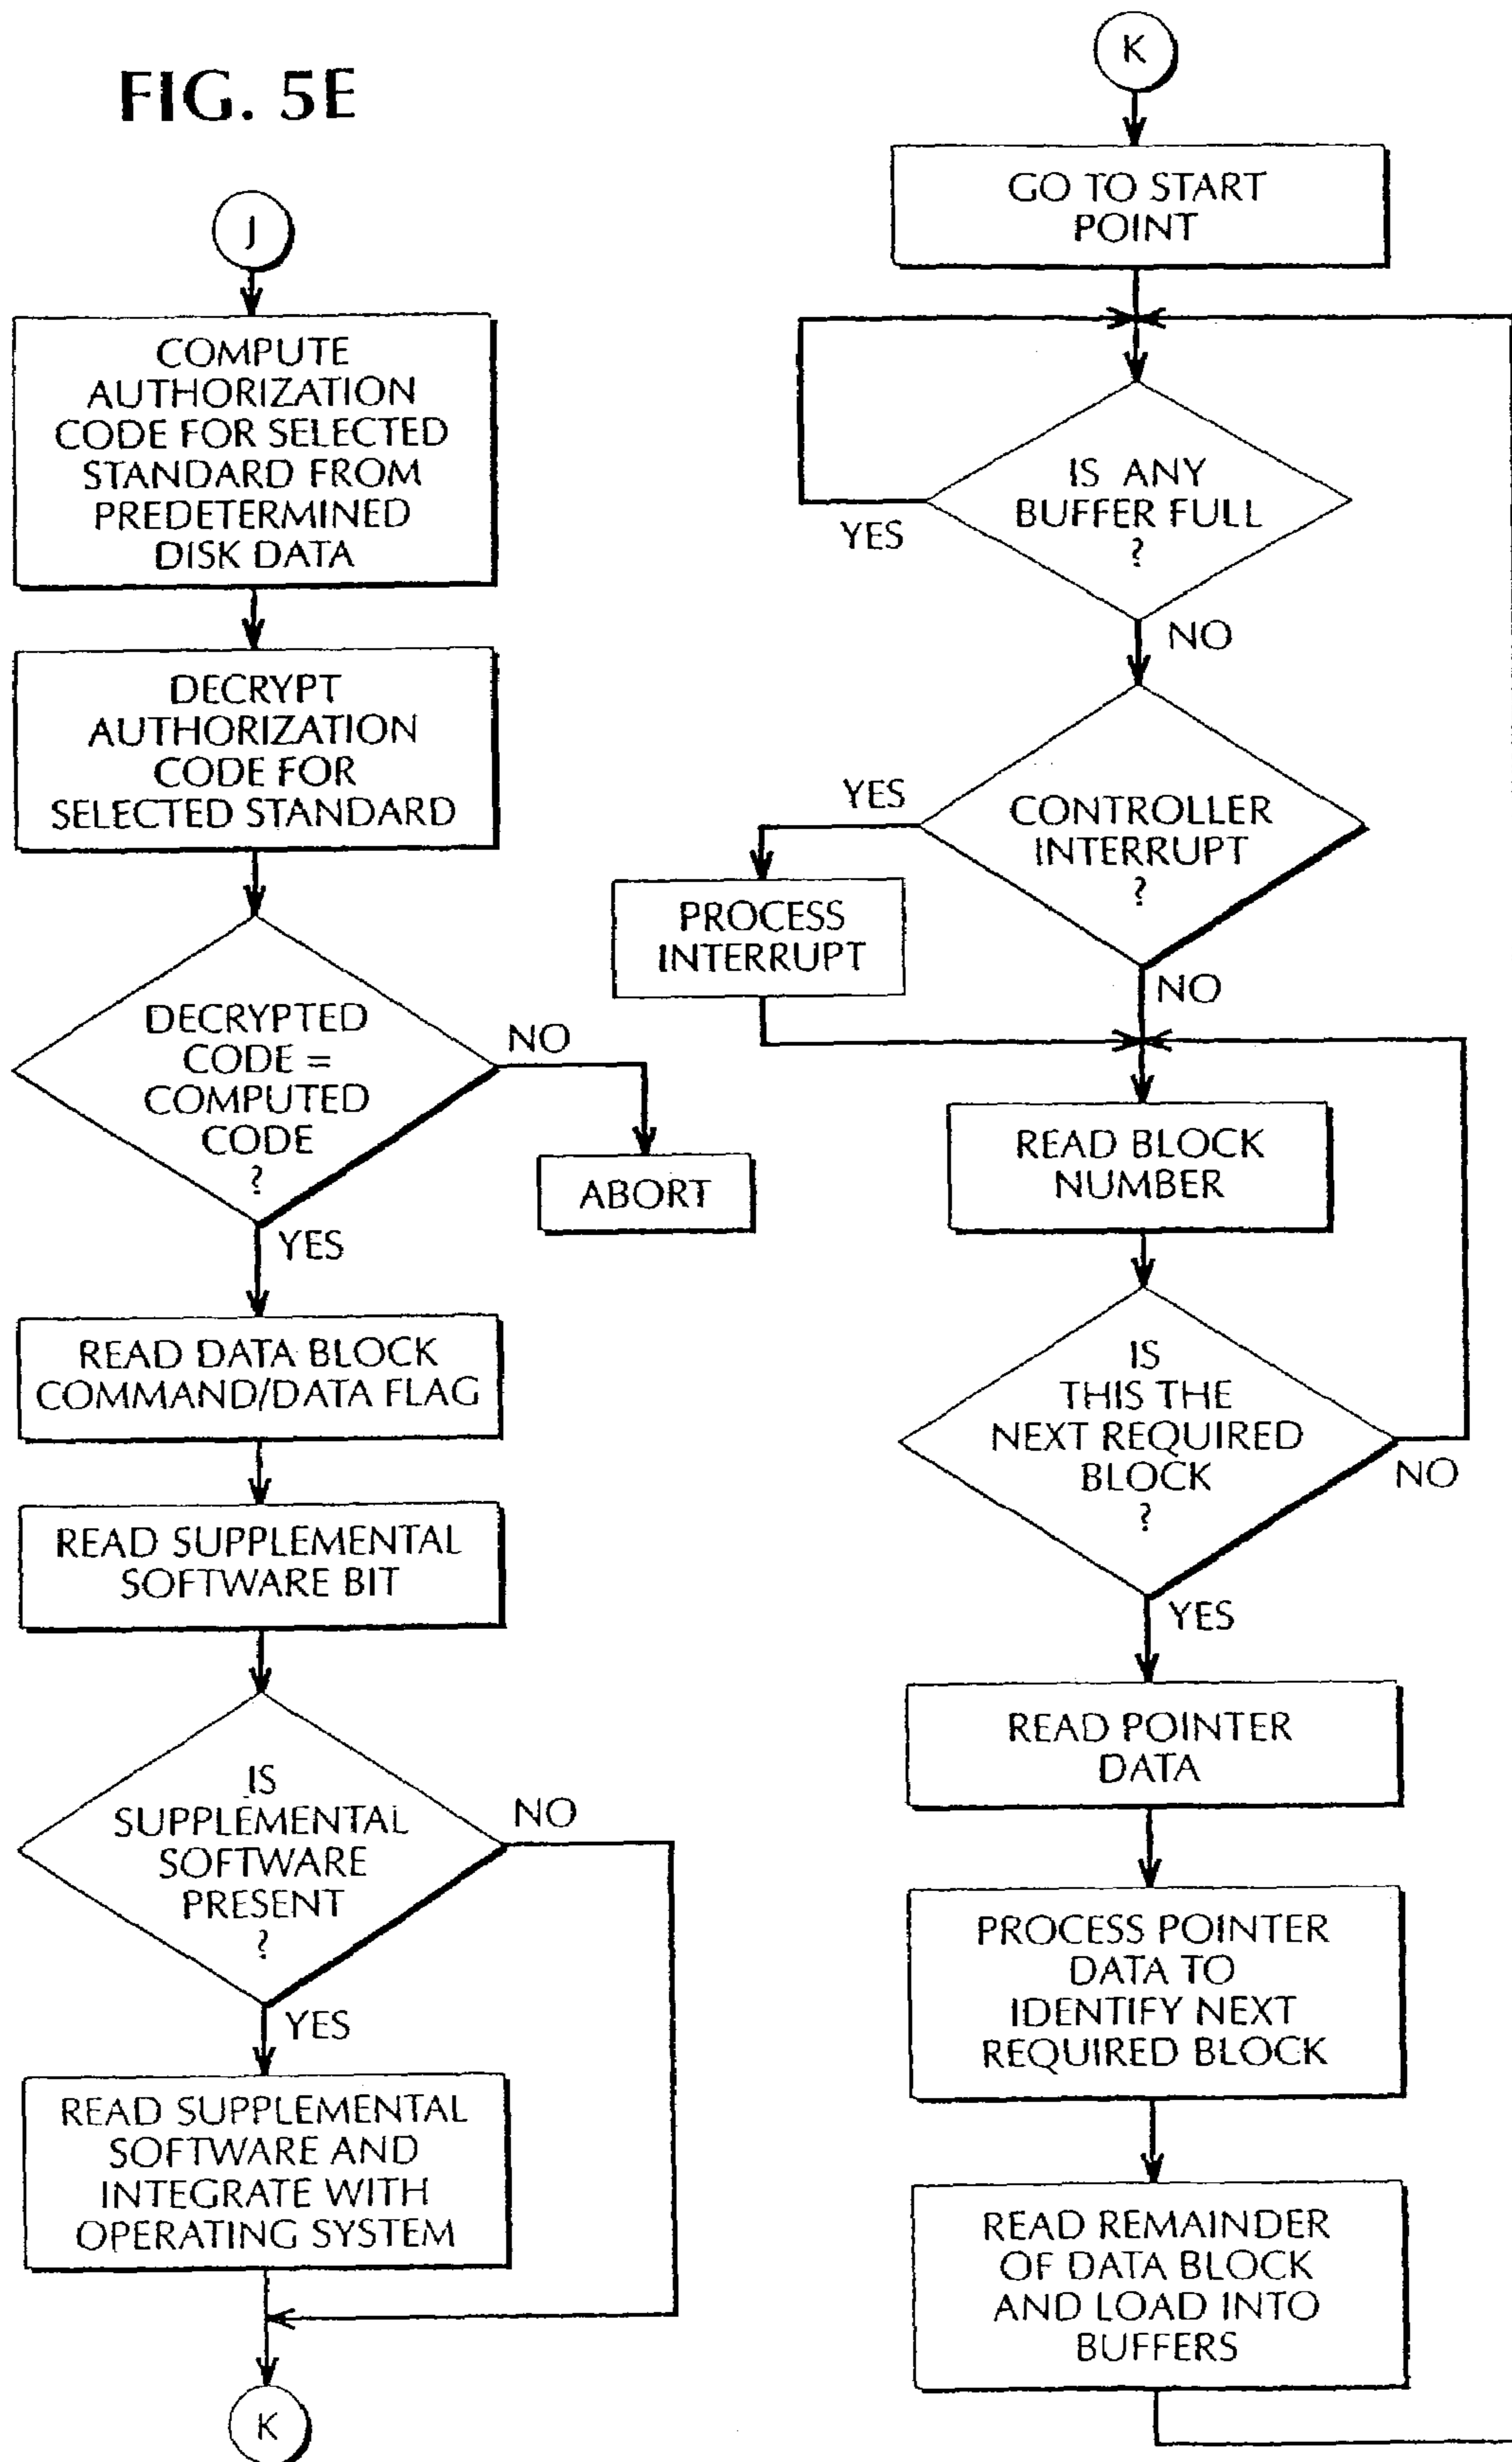 FIG. 5E
J
COMPUTE
AUTHORIZATION
CODE FOR SELECTED
STANDARD FROM
PREDETERMINED
DISK DATA
DECRYPT
AUTHORIZATION
CODE FOR
SELECTED STANDARD
DECRYPTED
CODE =
COMPUTED
CODE
?
NO
ABORT
YES
READ DATA BLOCK
COMMAND/DATA FLAG
READ SUPPLEMENTAL
SOFTWARE BIT
IS
SUPPLEMENTAL
SOFTWARE
PRESENT
?
NO
YES
READ SUPPLEMENTAL
SOFTWARE AND
INTEGRATE WITH
OPERATING SYSTEM
K
K
GO TO START
POINT
IS ANY
BUFFER FULL
?
YES
NO
CONTROLLER
INTERRUPT
?
YES
PROCESS
INTERRUPT
NO
READ BLOCK
NUMBER
IS
THIS THE
NEXT REQUIRED
BLOCK
?
NO
YES
READ POINTER
DATA
PROCESS POINTER
DATA TO
IDENTIFY NEXT
REQUIRED BLOCK
READ REMAINDER
OF DATA BLOCK
AND LOAD INTO
BUFFERS